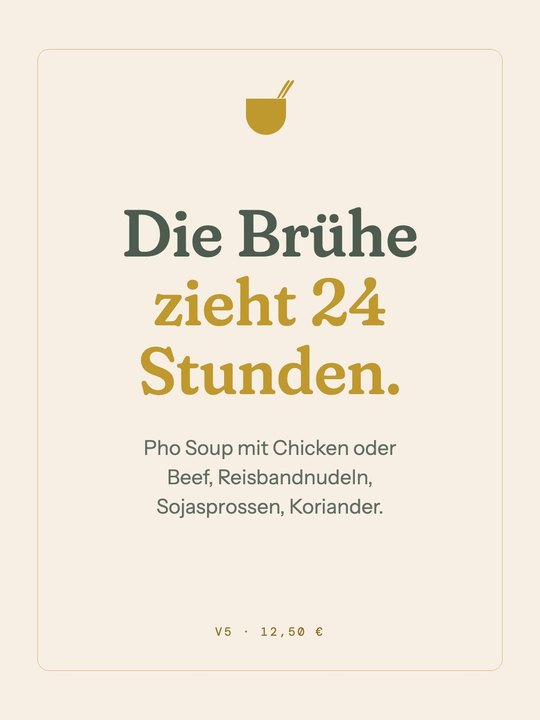 Die Brühe
zieht 24
Stunden.
Pho Soup mit Chicken oder
Beef, Reisbandnudeln,
Sojasprossen, Koriander.
V5 · 12,50 €